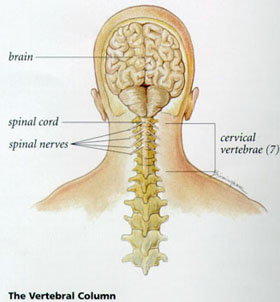 brain
spinal cord
spinal nerves
cervical
vertebrae (7)
The Vertebral Column